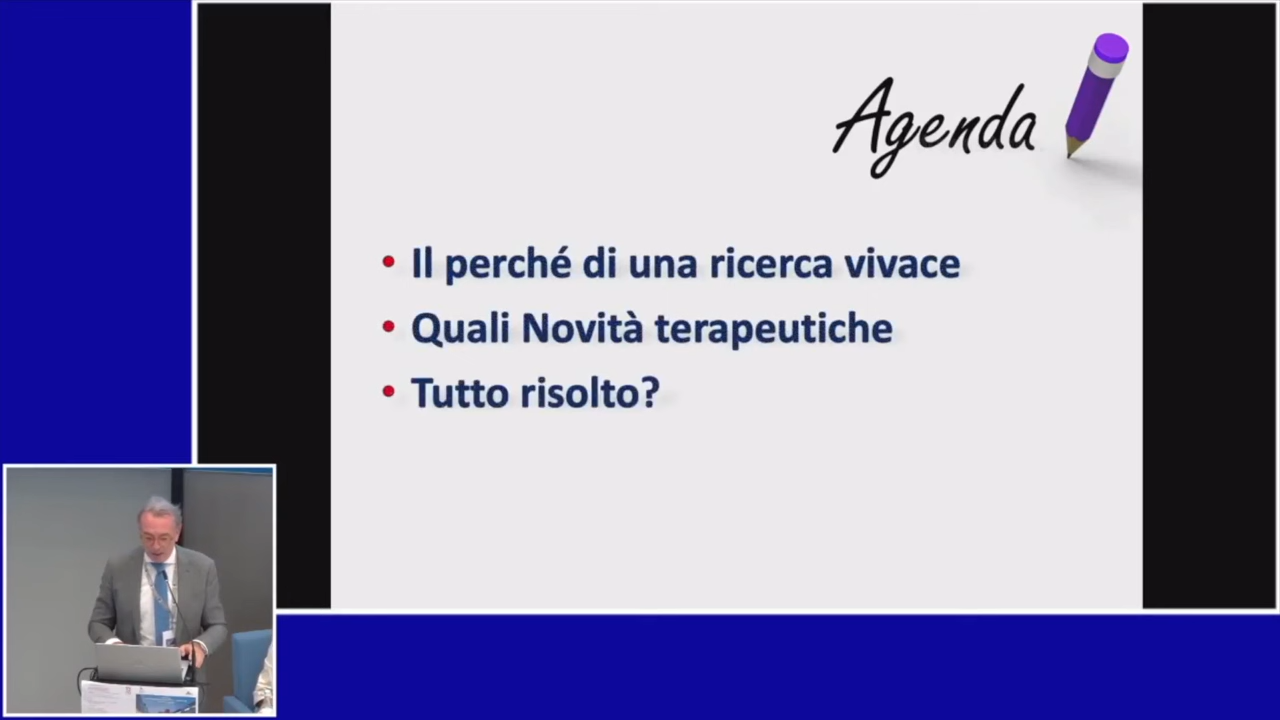 Agenda
• Il perché di una ricerca vivace
• Quali Novità terapeutiche
• Tutto risolto?